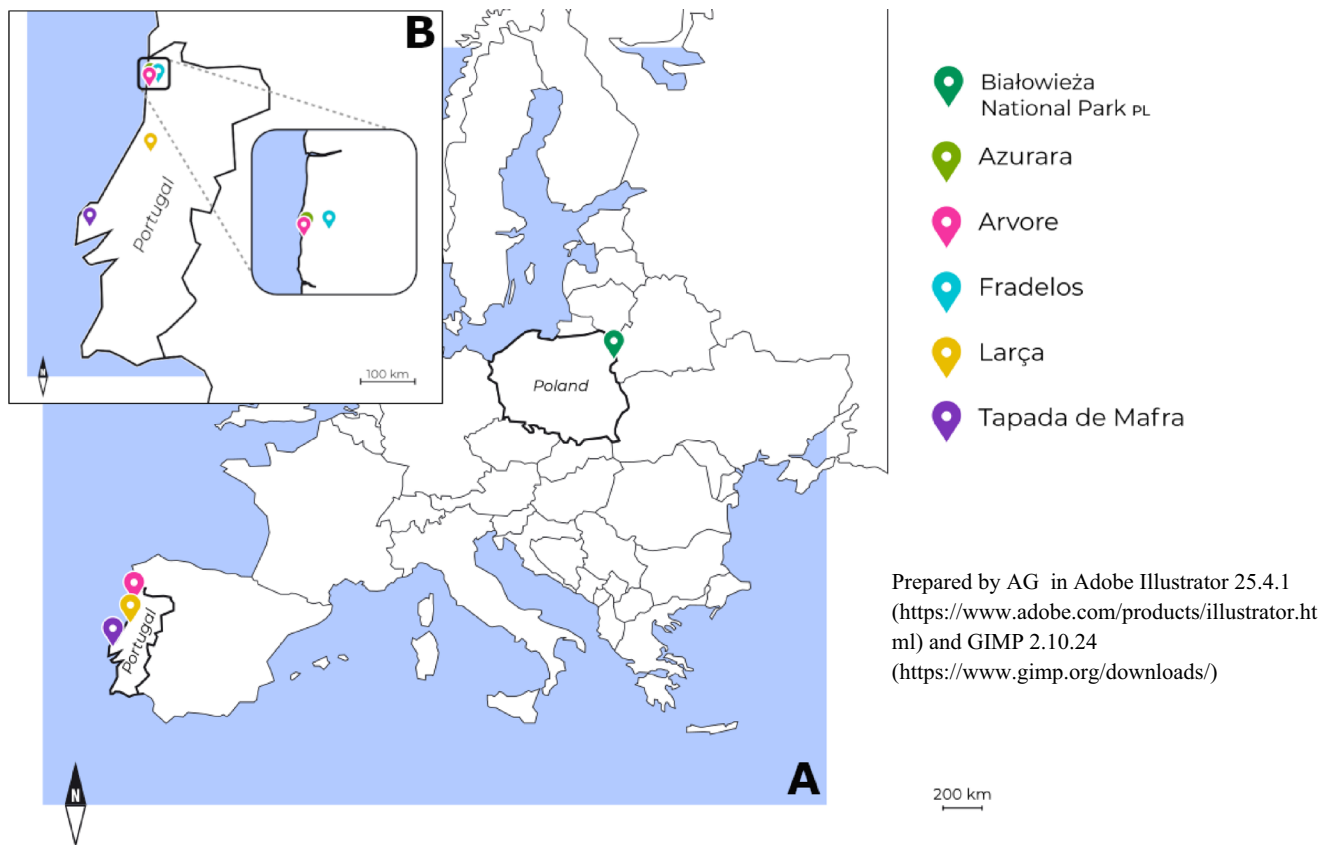 B
Portugal
100 km
N
Poland
Portugal
A
N
Białowieża
National Park PL
Azurara
Arvore
Fradelos
Larça
Tapada de Mafra
Prepared by AG in Adobe Illustrator 25.4.1
(https://www.adobe.com/products/illustrator.ht
ml) and GIMP 2.10.24
(https://www.gimp.org/downloads/)
200 km